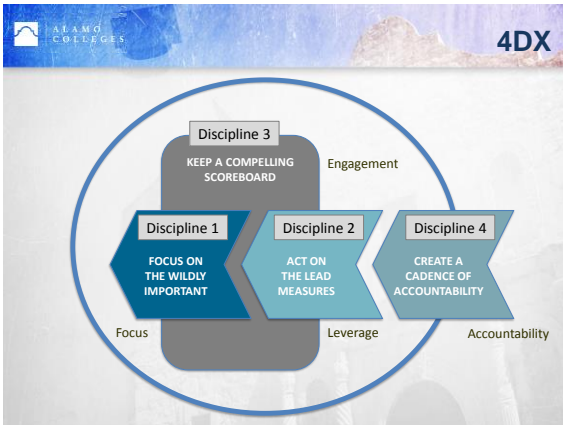 ALAMO
COLLEGES
4DX
Discipline 3
KEEP A COMPELLING
SCOREBOARD
Engagement
Discipline 1
FOCUS ON
THE WILDLY
IMPORTANT
Focus
Discipline 2
ACT ON
THE LEAD
MEASURES
Leverage
Discipline 4
CREATE A
CADENCE OF
ACCOUNTABILITY
Accountability